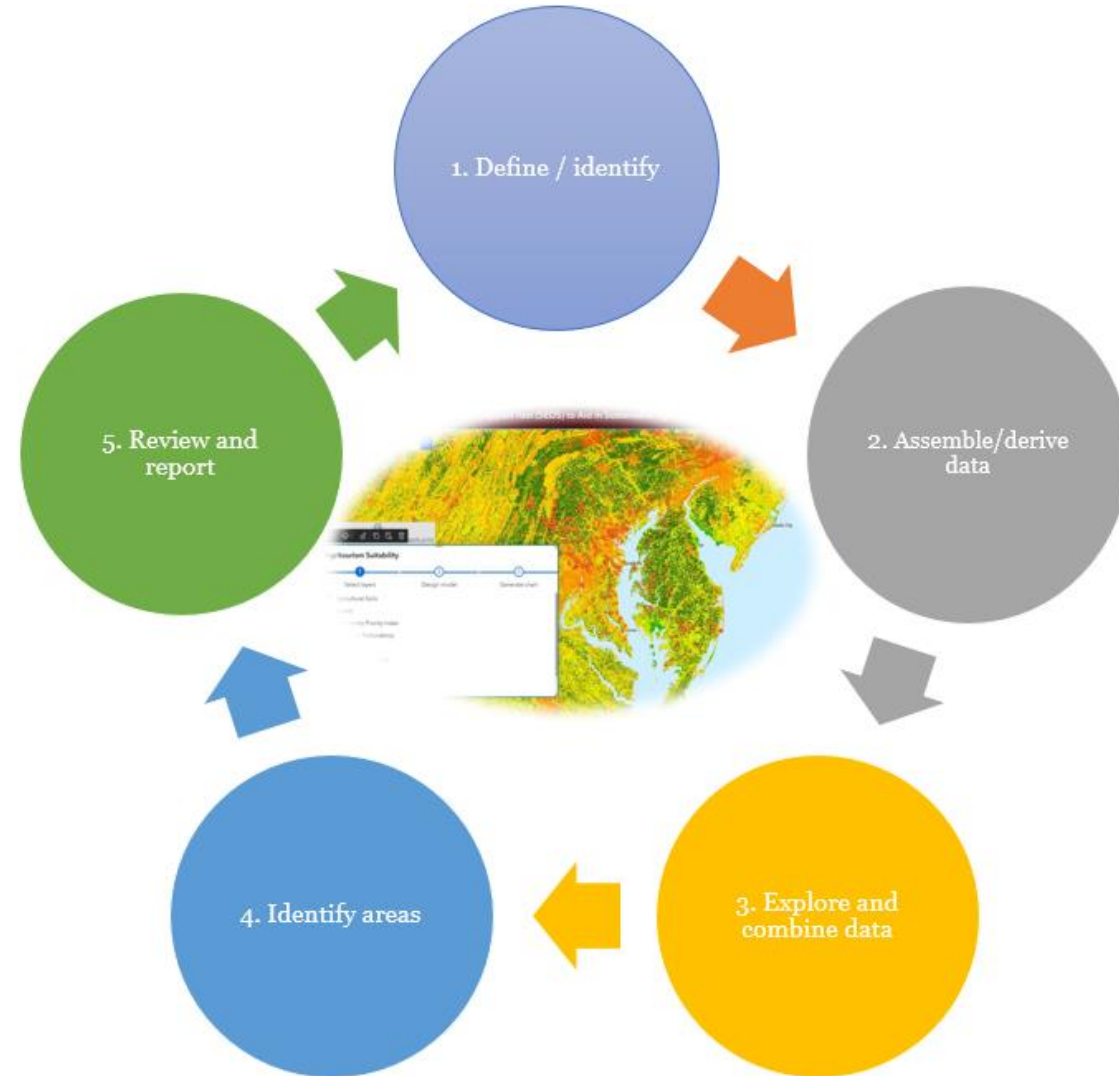 1. Define / identify
2. Assemble/derive
data
3. Explore and
combine data
4. Identify areas
5. Review and
report
Suitability
Select layers
Design model
Generate chart